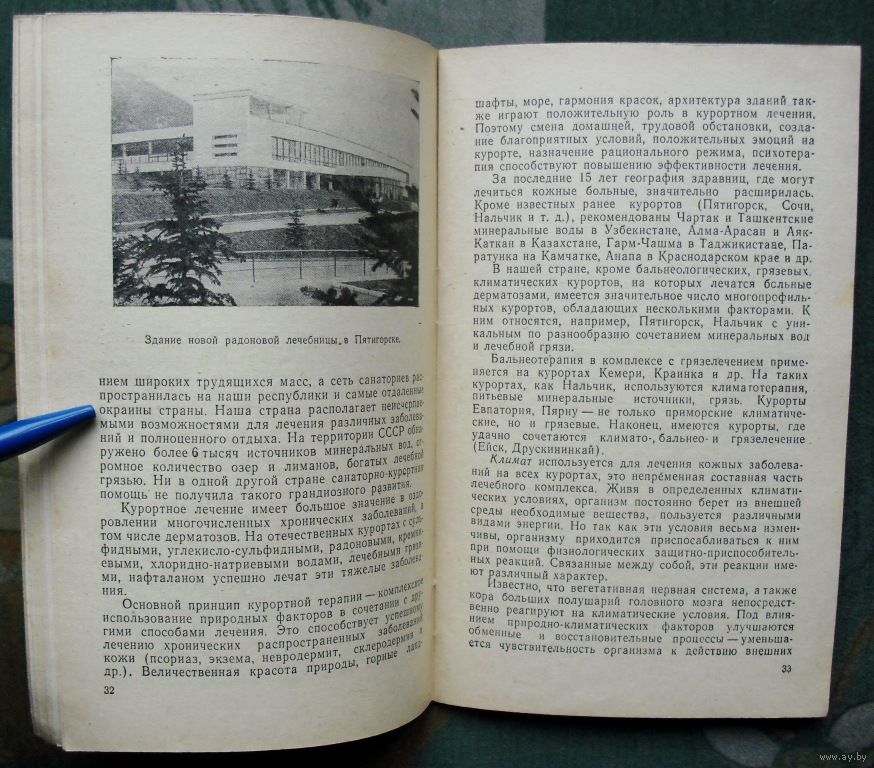 Здание новой радоновой лечебницы в Пятигорске.
нием широких трудящихся масс, а сеть санаториев рас-
пространилась на наши республики и самые отдаленные
окраины страны. Наша страна располагает неисчерпае-
мыми возможностями для лечения различных заболева-
ний и полноценного отдыха. На территории СССР обна-
ружено более 6 тысяч источников минеральных вод, ог-
ромное количество озер и лиманов, богатых лечебной
грязью. Ни в одной другой стране санаторно-курортная
помощь не получила такого грандиозного развития.
Курортное лечение имеет большое значение в оздо-
ровлении многочисленных хронических заболеваний, в
том числе дерматозов. На отечественных курортах с суль-
фидными, углекисло-сульфидными, радоновыми, кремни-
евыми, хлоридно-натриевыми водами, лечебными грязя-
ми, нафталаном успешно лечат эти тяжелые заболева-
ния.
Основной принцип курортной терапии — комплексное
использование природных факторов в сочетании с дру-
гими способами лечения. Это способствует успешному
лечению хронических распространенных заболеваний
кожи (псориаз, экзема, невродермит, склеродермия и
др.). Величественная красота природы, горные ланд-
32
шафты, море, гармония красок, архитектура зданий так-
же играют положительную роль в курортном лечении.
Поэтому смена домашней, трудовой обстановки, созда-
ние благоприятных условий, положительных эмоций на
курорте, назначение рационального режима, психотера-
пия способствуют повышению эффективности лечения.
За последние 15 лет география здравниц, где могут
лечиться кожные больные, значительно расширилась.
Кроме известных ранее курортов (Пятигорск, Сочи,
Нальчик и т. д.), рекомендованы Чартак и Ташкентские
минеральные воды в Узбекистане, Алма-Арасан и Аяк-
Каткан в Казахстане, Гарм-Чашма в Таджикистане, Па-
ратунка на Камчатке, Анапа в Краснодарском крае и др.
В нашей стране, кроме бальнеологических, грязевых,
климатических курортов, на которых лечатся больные
дерматозами, имеется значительное число многопрофиль-
ных курортов, обладающих несколькими факторами. К
ним относятся, например, Пятигорск, Нальчик с уни-
кальным по разнообразию сочетанием минеральных вод
и лечебной грязи.
Бальнеотерапия в комплексе с грязелечением приме-
няется на курортах Кемери, Краинка и др. На таких
курортах, как Нальчик, используются климатотерапия,
питьевые минеральные источники, грязь. Курорты
Евпатория, Пярну — не только приморские климатиче-
ские, но и грязевые. Наконец, имеются курорты, где
удачно сочетаются климато-, бальнео- и грязелечение
(Ейск, Друскининкай).
Климат используется для лечения кожных заболева-
ний на всех курортах, это непременная составная часть
лечебного комплекса. Живя в определенных климати-
ческих условиях, организм постоянно берет из внешней
среды необходимые вещества, пользуется различными
видами энергии. Но так как эти условия весьма измен-
чивы, организму приходится приспосабливаться к ним
при помощи физиологических защитно-приспособитель-
ных реакций. Связанные между собой, эти реакции име-
ют различный характер.
Известно, что вегетативная нервная система, а также
кора больших полушарий головного мозга непосредст-
венно реагируют на климатические условия. Под влия-
нием природно-климатических факторов улучшаются
обменные и восстановительные процессы — уменьша-
ется чувствительность организма к действию внешних
33
www.ay.by